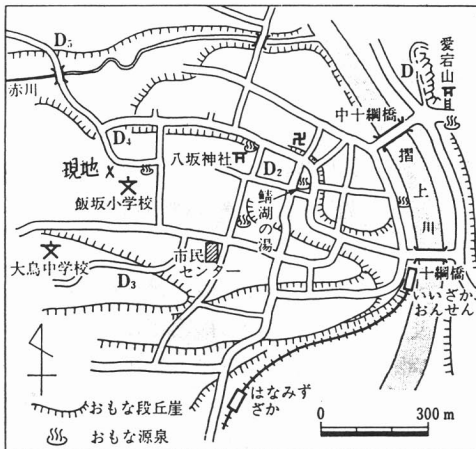 D₅
愛宕山
D
赤川
中十綱橋
D₄
八坂神社
D₂
摺上川
現地
飯坂小学校
鯖湖の湯
大鳥中学校
市民
センター
D₃
十綱橋
いいざか
おんせん
はなみず
ざか
おもな段丘崖
おもな源泉
0 300 m